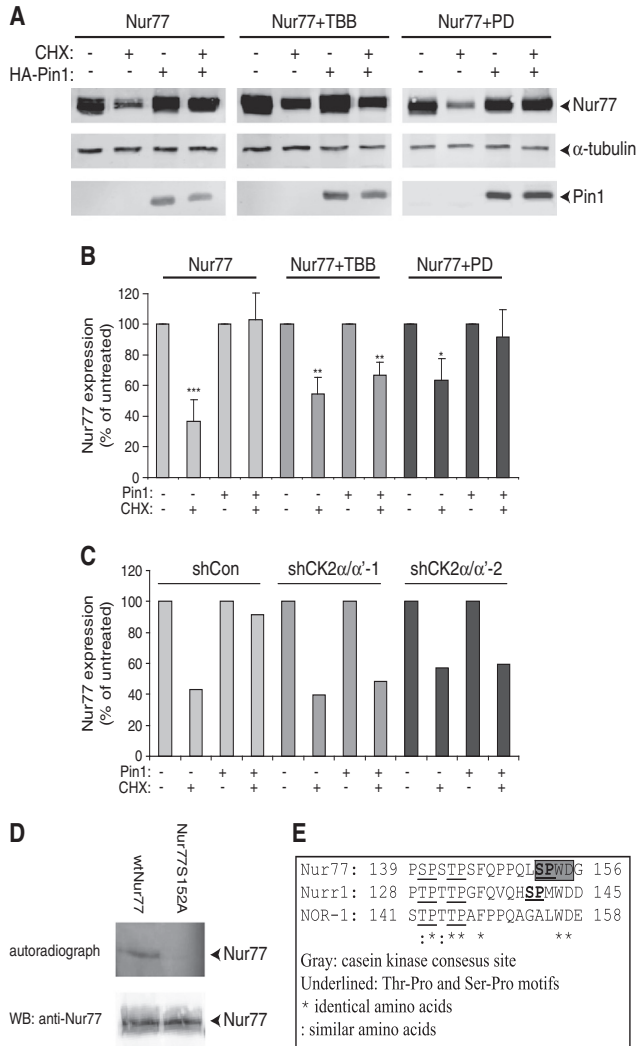 A
Nur77 Nur77+TBB Nur77+PD
CHX: - + - + - + - + - + - +
HA-Pin1: - - + + - - + + - - + +
Nur77
α-tubulin
Pin1
B
Nur77 Nur77+TBB Nur77+PD
Nur77 expression
(% of untreated)
120
100
80
60
40
20
0
*** ** ** *
Pin1: - - + + - - + + - - + +
CHX: - + - + - + - + - + - +
C
shCon shCK2α/α'-1 shCK2α/α'-2
Nur77 expression
(% of untreated)
120
100
80
60
40
20
0
Pin1: - - + + - - + + - - + +
CHX: - + - + - + - + - + - +
D
wtNur77
Nur77S152A
autoradiograph Nur77
WB: anti-Nur77 Nur77
E
Nur77: 139 PSPSTPSFQPPQLSPWDG 156
Nurr1: 128 PTPTTPGFQVQHSPMWDD 145
NOR-1: 141 STPTTPAFPPQAGALWDE 158
:*:** * **
Gray: casein kinase consesus site
Underlined: Thr-Pro and Ser-Pro motifs
* identical amino acids
: similar amino acids